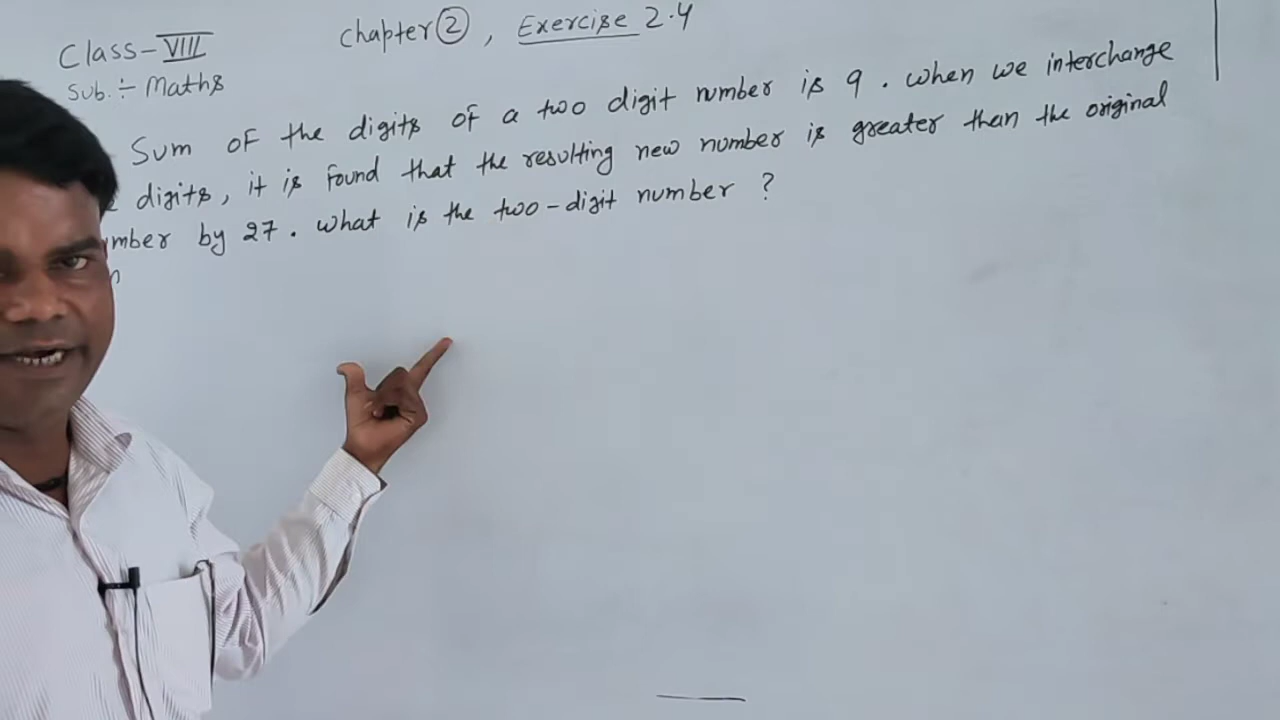 Class-VIII
Chapter ②, Exercise 2.4
Sub. ÷ Maths
Sum of the digits of a two digit number is 9. When we interchange
digits, it is found that the resulting new number is greater than the original
mber by 27. What is the two-digit number?